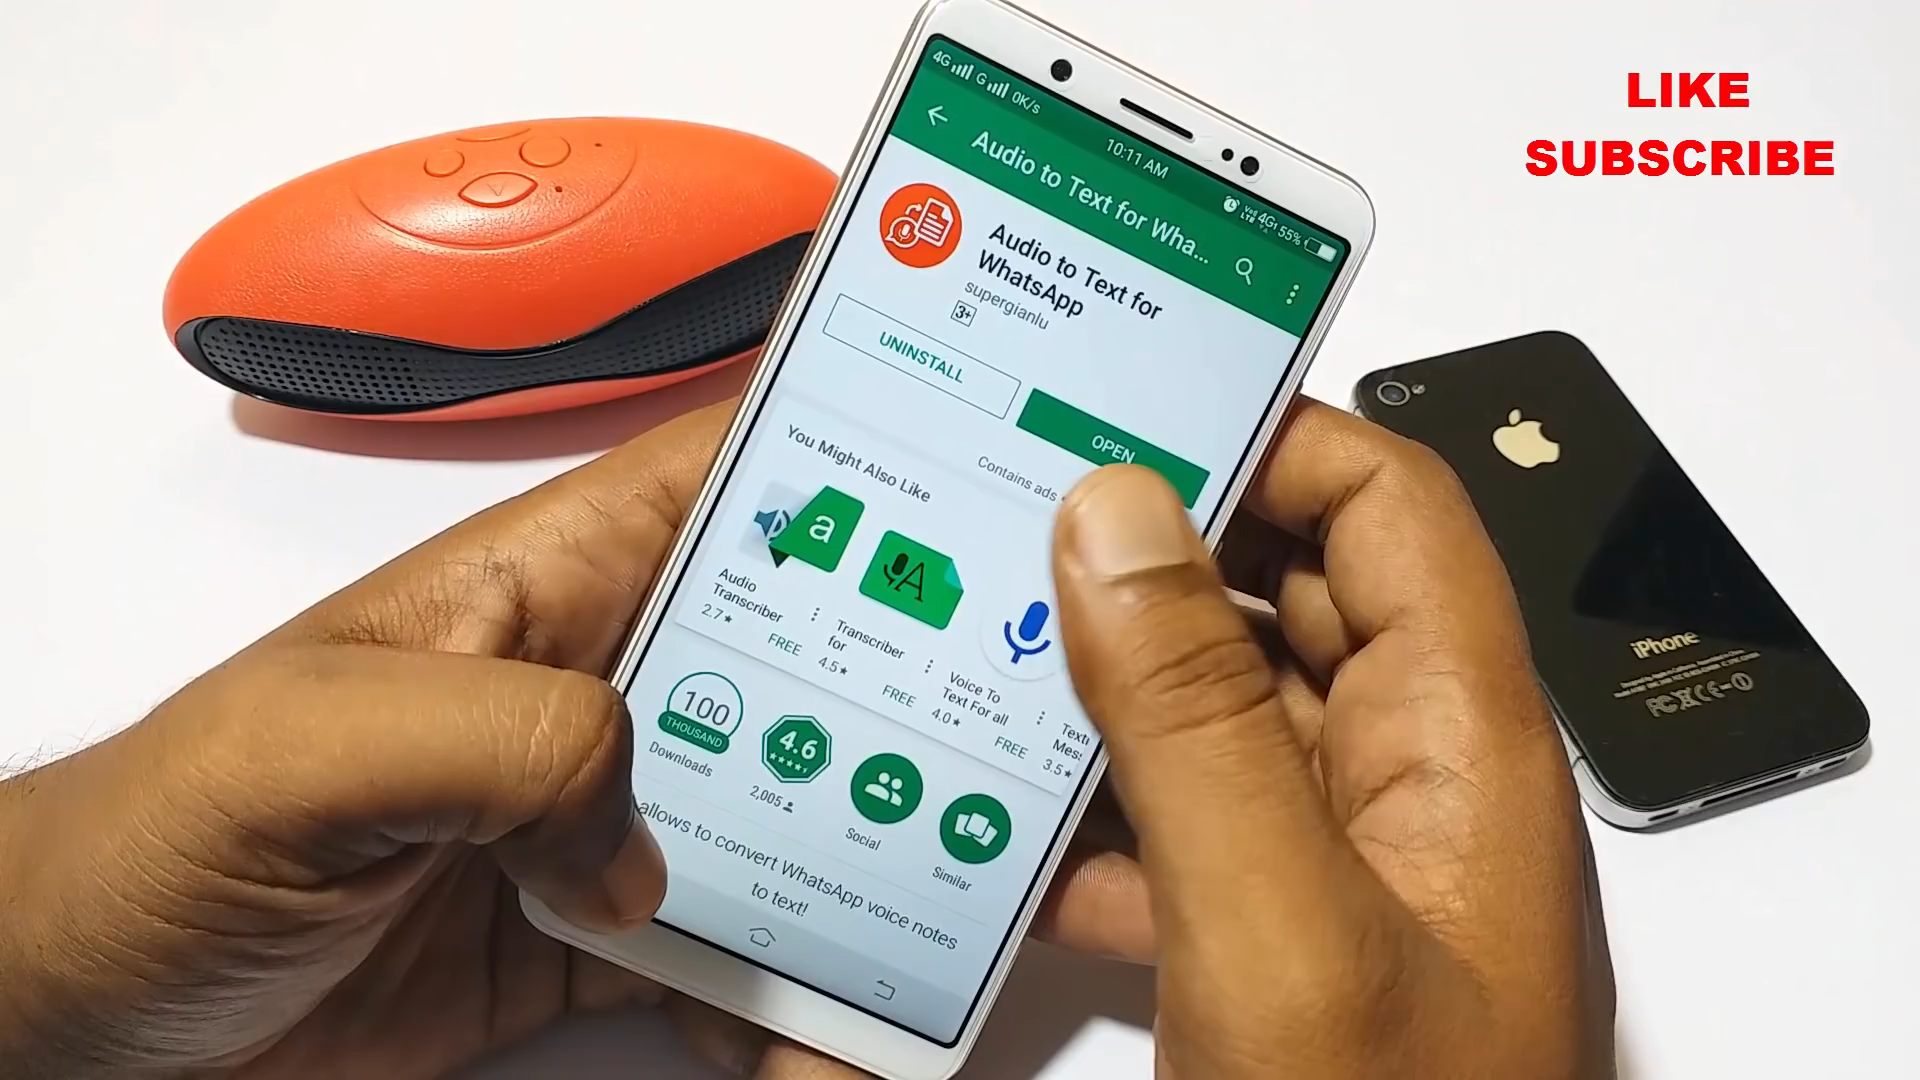 LIKE
SUBSCRIBE
4G G 0K/s
10:11 AM
VoLTE 4G 55%
Audio to Text for Wha...
Audio to Text for
WhatsApp
supergianlu
3+
UNINSTALL
OPEN
Contains ads
You Might Also Like
a
A
Audio
Transcriber
2.7★
FREE
Transcriber
for
4.5★
FREE
Voice To
Text For all
4.0★
FREE
3.5★
100
THOUSAND
Downloads
4.6
2,005
Social
Similar
allows to convert WhatsApp voice notes
to text!
iPhone